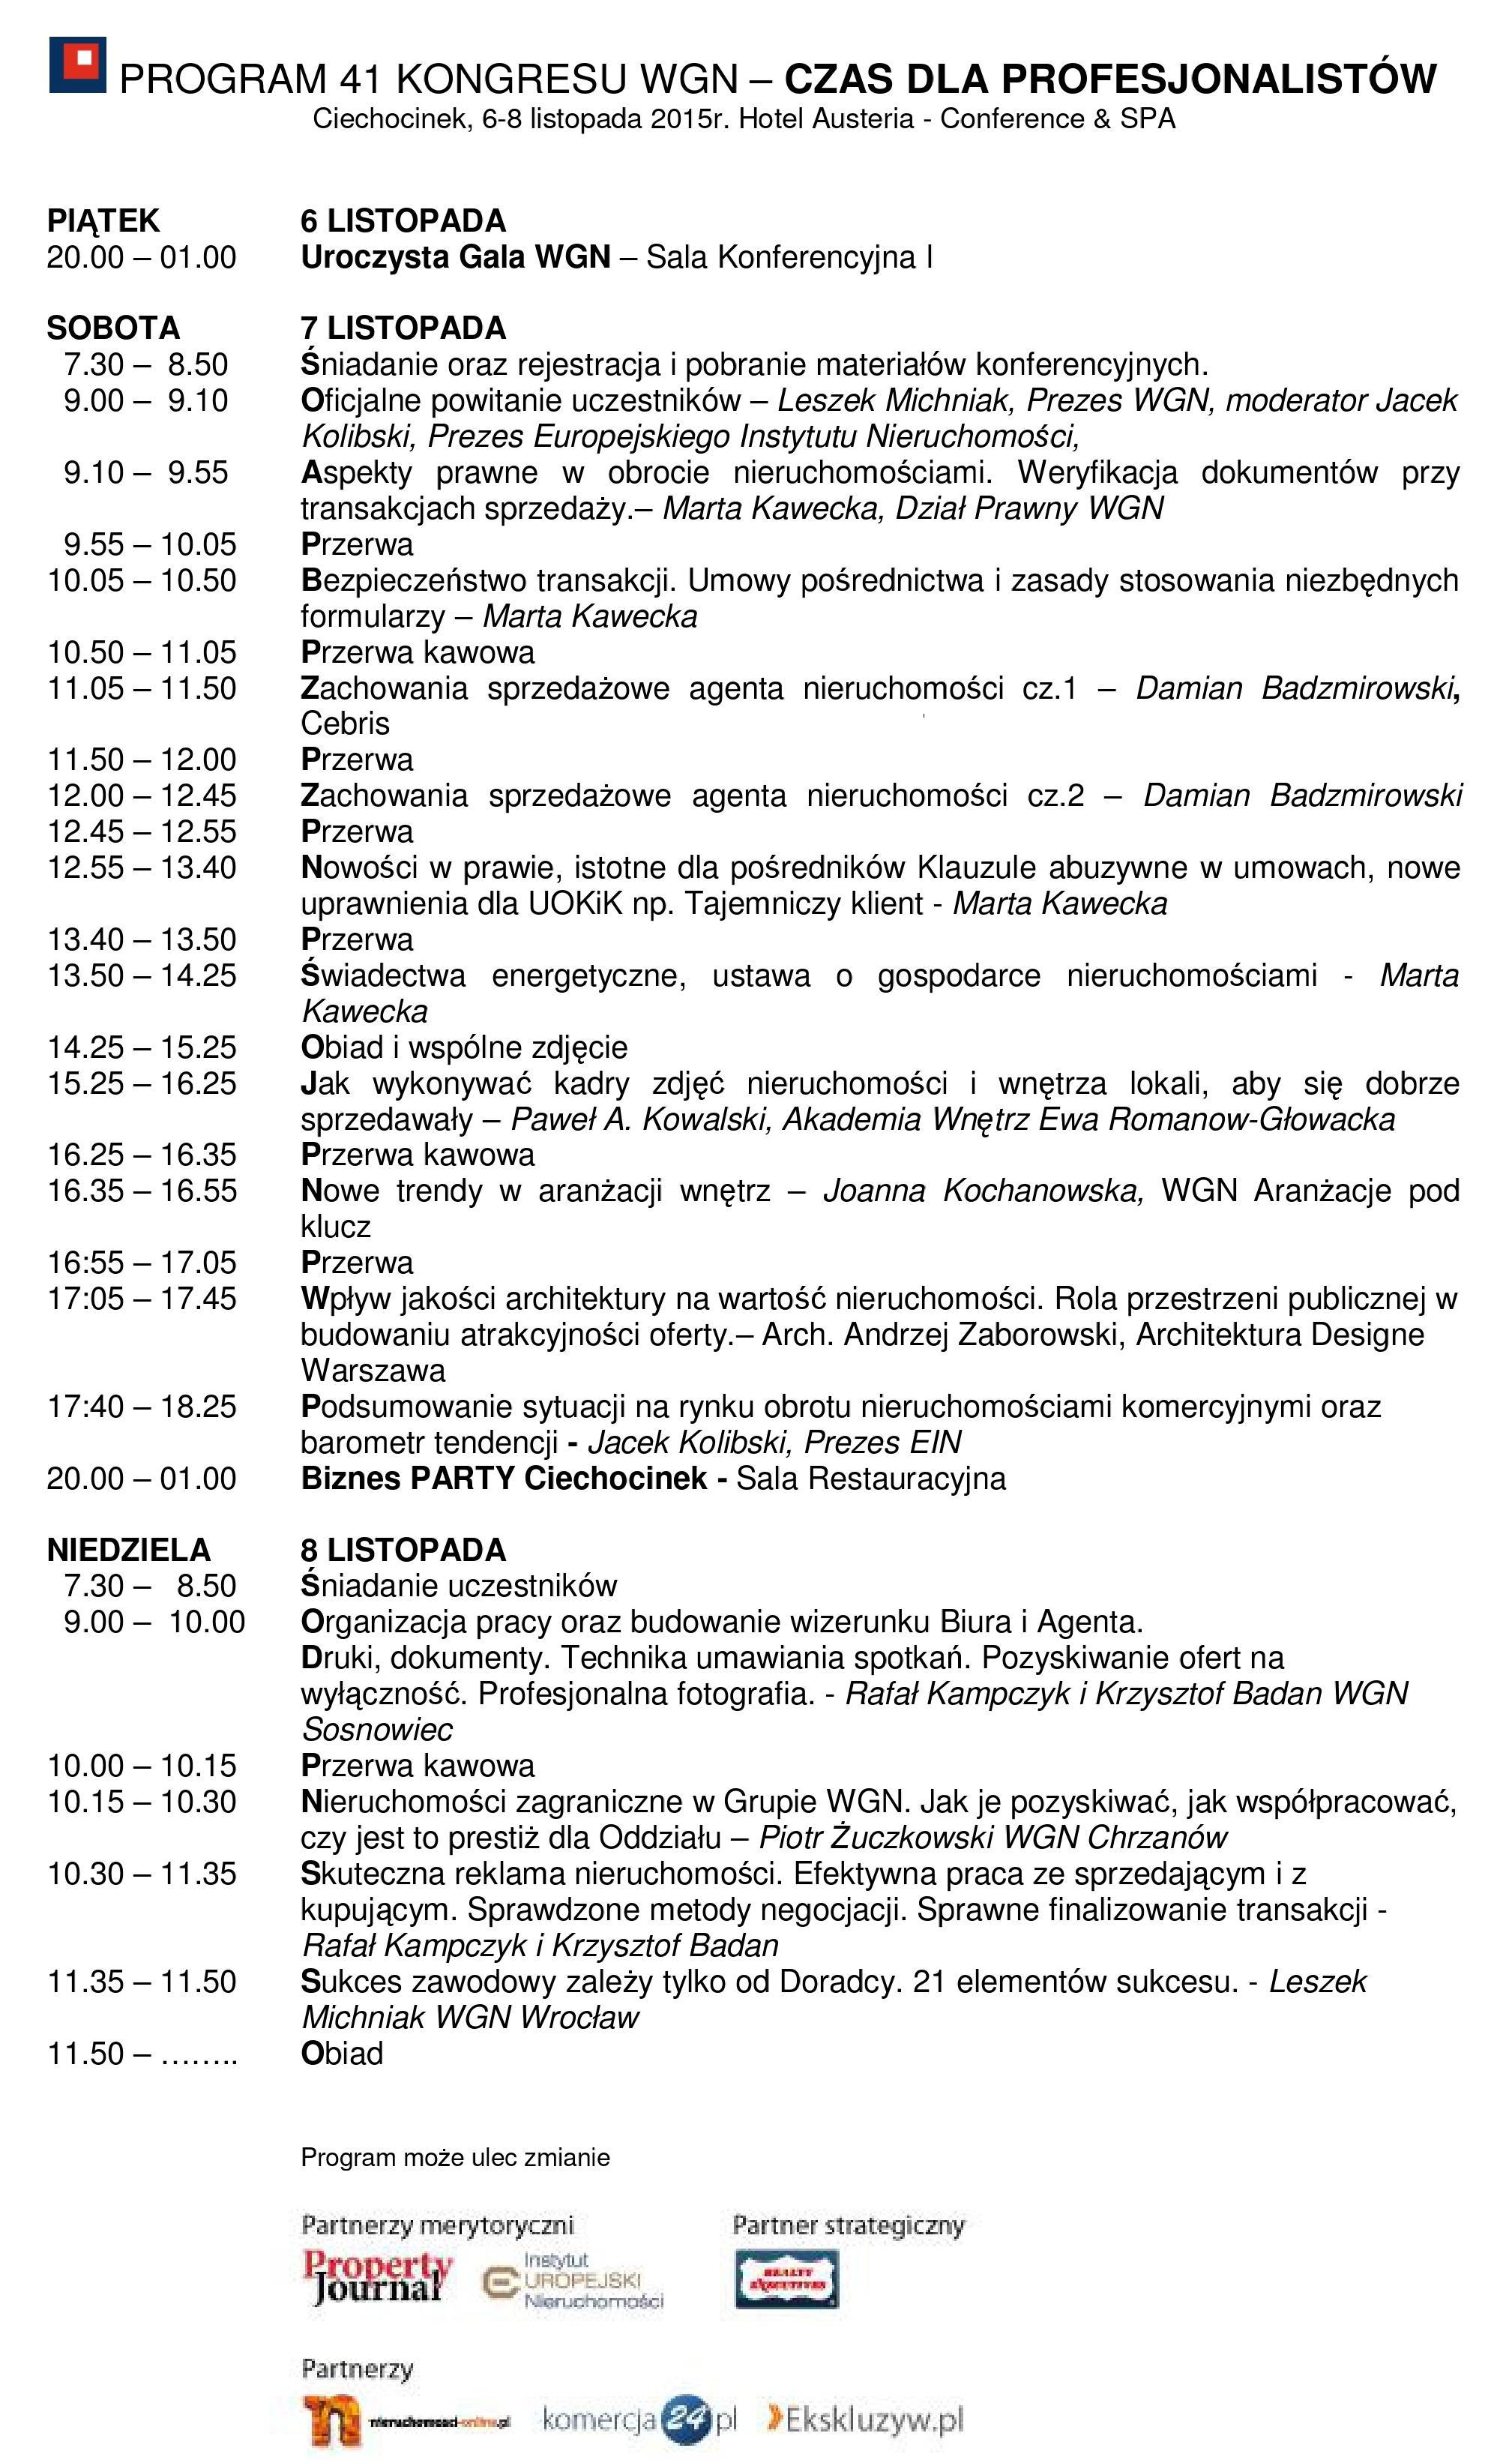 PROGRAM 41 KONGRESU WGN – CZAS DLA PROFESJONALISTÓW
Ciechocinek, 6-8 listopada 2015r. Hotel Austeria - Conference & SPA
PIĄTEK 6 LISTOPADA
20.00 – 01.00 Uroczysta Gala WGN – Sala Konferencyjna I
SOBOTA 7 LISTOPADA
7.30 – 8.50 Śniadanie oraz rejestracja i pobranie materiałów konferencyjnych.
9.00 – 9.10 Oficjalne powitanie uczestników – Leszek Michniak, Prezes WGN, moderator Jacek
Kolibski, Prezes Europejskiego Instytutu Nieruchomości,
9.10 – 9.55 Aspekty prawne w obrocie nieruchomościami. Weryfikacja dokumentów przy
transakcjach sprzedaży.– Marta Kawecka, Dział Prawny WGN
9.55 – 10.05 Przerwa
10.05 – 10.50 Bezpieczeństwo transakcji. Umowy pośrednictwa i zasady stosowania niezbędnych
formularzy – Marta Kawecka
10.50 – 11.05 Przerwa kawowa
11.05 – 11.50 Zachowania sprzedażowe agenta nieruchomości cz.1 – Damian Badzmirowski,
Cebris
11.50 – 12.00 Przerwa
12.00 – 12.45 Zachowania sprzedażowe agenta nieruchomości cz.2 – Damian Badzmirowski
12.45 – 12.55 Przerwa
12.55 – 13.40 Nowości w prawie, istotne dla pośredników Klauzule abuzywne w umowach, nowe
uprawnienia dla UOKiK np. Tajemniczy klient - Marta Kawecka
13.40 – 13.50 Przerwa
13.50 – 14.25 Świadectwa energetyczne, ustawa o gospodarce nieruchomościami - Marta
Kawecka
14.25 – 15.25 Obiad i wspólne zdjęcie
15.25 – 16.25 Jak wykonywać kadry zdjęć nieruchomości i wnętrza lokali, aby się dobrze
sprzedawały – Paweł A. Kowalski, Akademia Wnętrz Ewa Romanow-Głowacka
16.25 – 16.35 Przerwa kawowa
16.35 – 16.55 Nowe trendy w aranżacji wnętrz – Joanna Kochanowska, WGN Aranżacje pod
klucz
16:55 – 17.05 Przerwa
17:05 – 17.45 Wpływ jakości architektury na wartość nieruchomości. Rola przestrzeni publicznej w
budowaniu atrakcyjności oferty.– Arch. Andrzej Zaborowski, Architektura Designe
Warszawa
17:40 – 18.25 Podsumowanie sytuacji na rynku obrotu nieruchomościami komercyjnymi oraz
barometr tendencji - Jacek Kolibski, Prezes EIN
20.00 – 01.00 Biznes PARTY Ciechocinek - Sala Restauracyjna
NIEDZIELA 8 LISTOPADA
7.30 – 8.50 Śniadanie uczestników
9.00 – 10.00 Organizacja pracy oraz budowanie wizerunku Biura i Agenta.
Druki, dokumenty. Technika umawiania spotkań. Pozyskiwanie ofert na
wyłączność. Profesjonalna fotografia. - Rafał Kampczyk i Krzysztof Badan WGN
Sosnowiec
10.00 – 10.15 Przerwa kawowa
10.15 – 10.30 Nieruchomości zagraniczne w Grupie WGN. Jak je pozyskiwać, jak współpracować,
czy jest to prestiż dla Oddziału – Piotr Żuczkowski WGN Chrzanów
10.30 – 11.35 Skuteczna reklama nieruchomości. Efektywna praca ze sprzedającym i z
kupującym. Sprawdzone metody negocjacji. Sprawne finalizowanie transakcji -
Rafał Kampczyk i Krzysztof Badan
11.35 – 11.50 Sukces zawodowy zależy tylko od Doradcy. 21 elementów sukcesu. - Leszek
Michniak WGN Wrocław
11.50 – …….. Obiad
Program może ulec zmianie
Partnerzy merytoryczni Partner strategiczny
Property
Journal
Instytut
EUROPEJSKI
Nieruchomości
REALTY
EXECUTIVES
Partnerzy
nieruchomosci-online.pl komercja24pl Ekskluzyw.pl